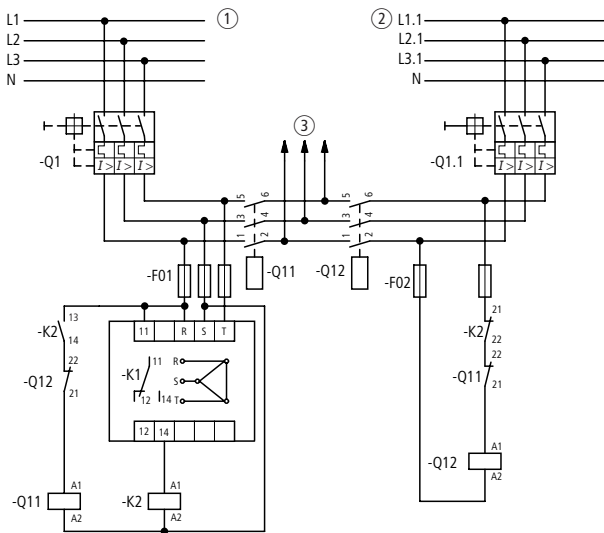 L1 ① ② L1.1
L2 L2.1
L3 L3.1
N N
③
-Q1 I> I> I> -Q1.1 I> I> I>
5 6 5 6
3 4 3 4
1 2 1 2
-F01 -Q11 -Q12 -F02
13 11 R S T 21
-K2 -K2
14 22
22 11 R 22
-Q12 -K1 S -Q11
21 12 14 T 21
12 14
A1 -Q12
A2
A1 A1
-Q11 -K2
A2 A2